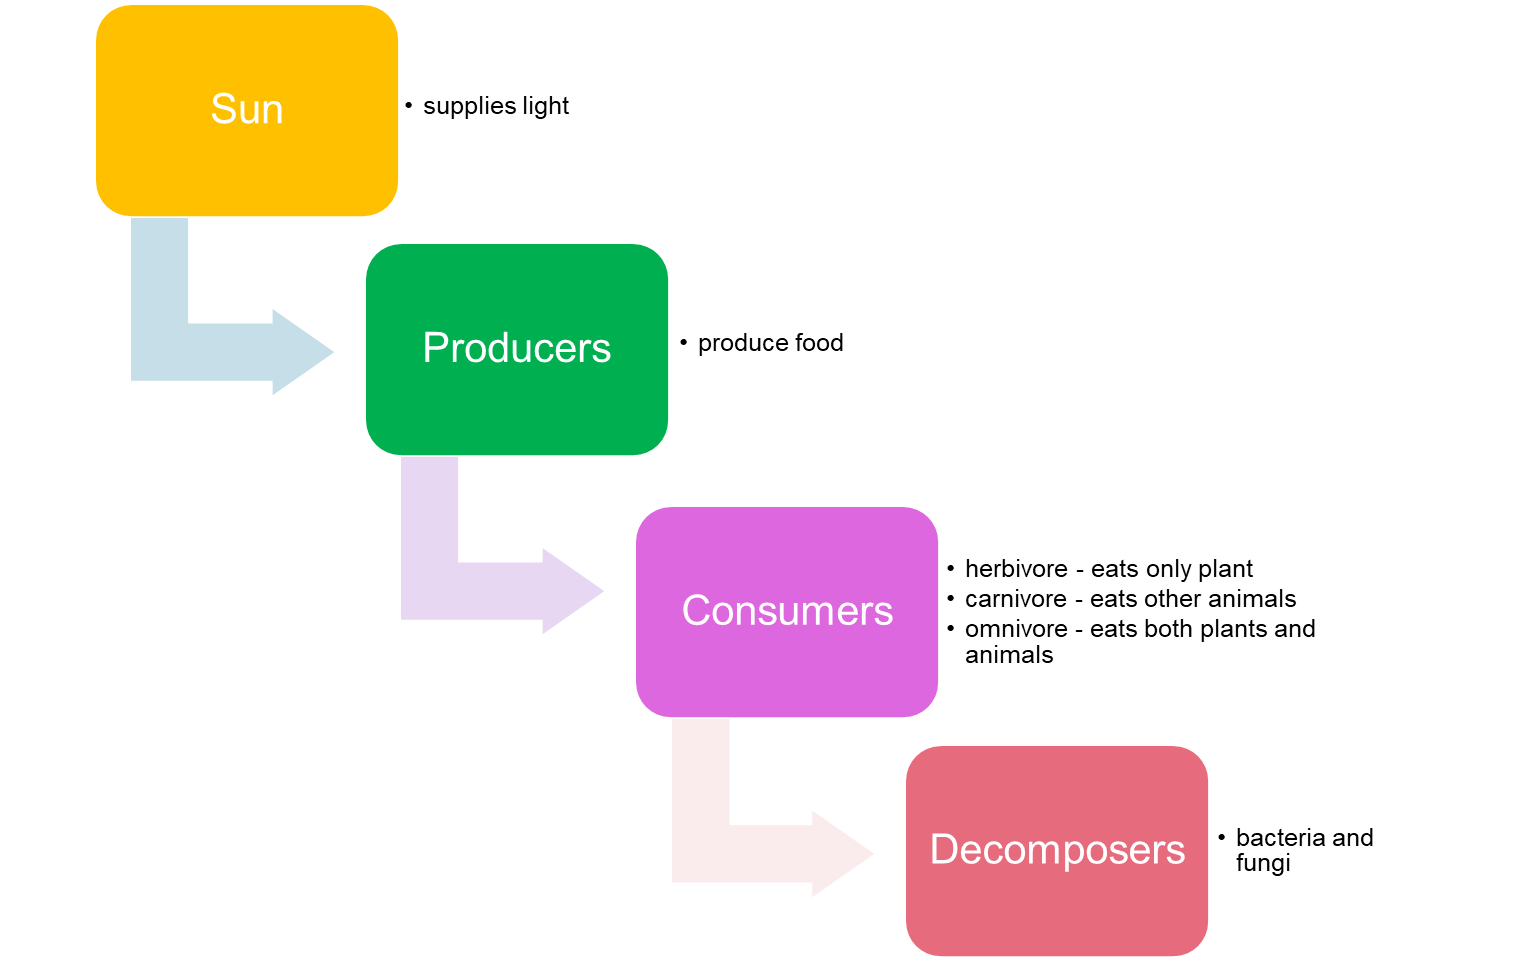 Sun
• supplies light
Producers
• produce food
Consumers
• herbivore - eats only plant
• carnivore - eats other animals
• omnivore - eats both plants and
animals
Decomposers
• bacteria and
fungi